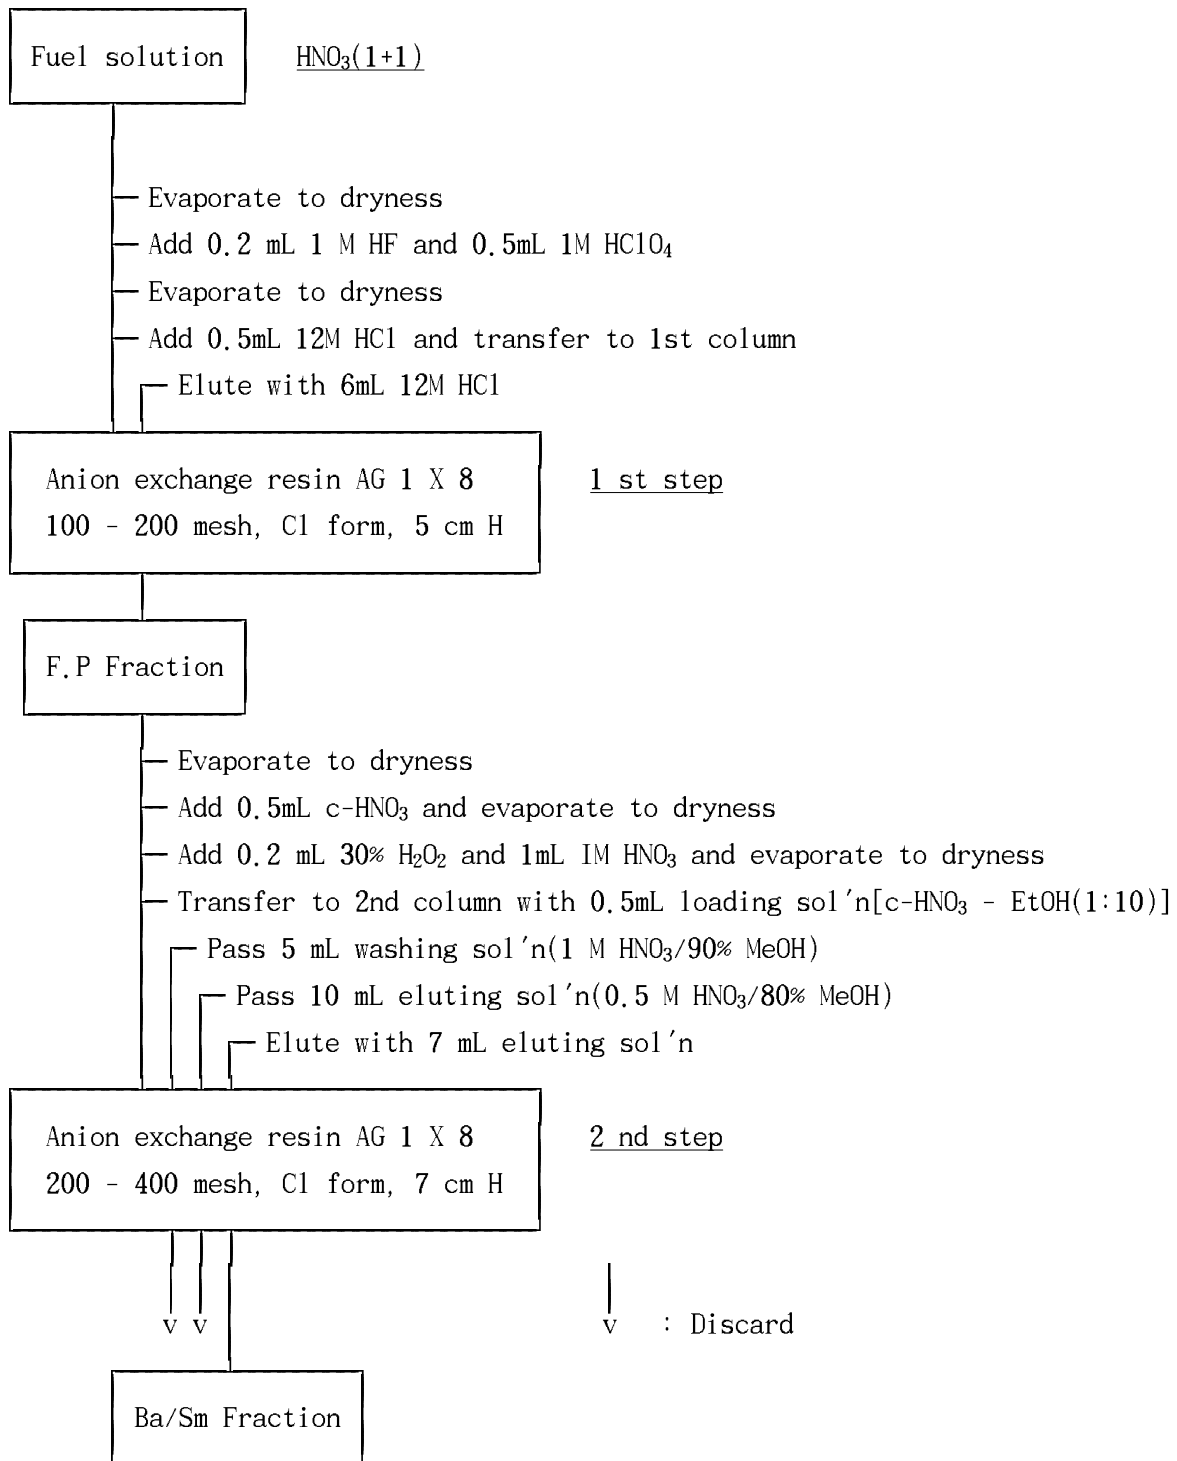 Fuel solution HNO₃(1+1)
Evaporate to dryness
Add 0.2 mL 1 M HF and 0.5mL 1M HClO₄
Evaporate to dryness
Add 0.5mL 12M HCl and transfer to 1st column
Elute with 6mL 12M HCl
Anion exchange resin AG 1 X 8
100 - 200 mesh, Cl form, 5 cm H
1 st step
F.P Fraction
Evaporate to dryness
Add 0.5mL c-HNO₃ and evaporate to dryness
Add 0.2 mL 30% H₂O₂ and 1mL IM HNO₃ and evaporate to dryness
Transfer to 2nd column with 0.5mL loading sol'n[c-HNO₃ - EtOH(1:10)]
Pass 5 mL washing sol'n(1 M HNO₃/90% MeOH)
Pass 10 mL eluting sol'n(0.5 M HNO₃/80% MeOH)
Elute with 7 mL eluting sol'n
Anion exchange resin AG 1 X 8
200 - 400 mesh, Cl form, 7 cm H
2 nd step
v v v : Discard
Ba/Sm Fraction